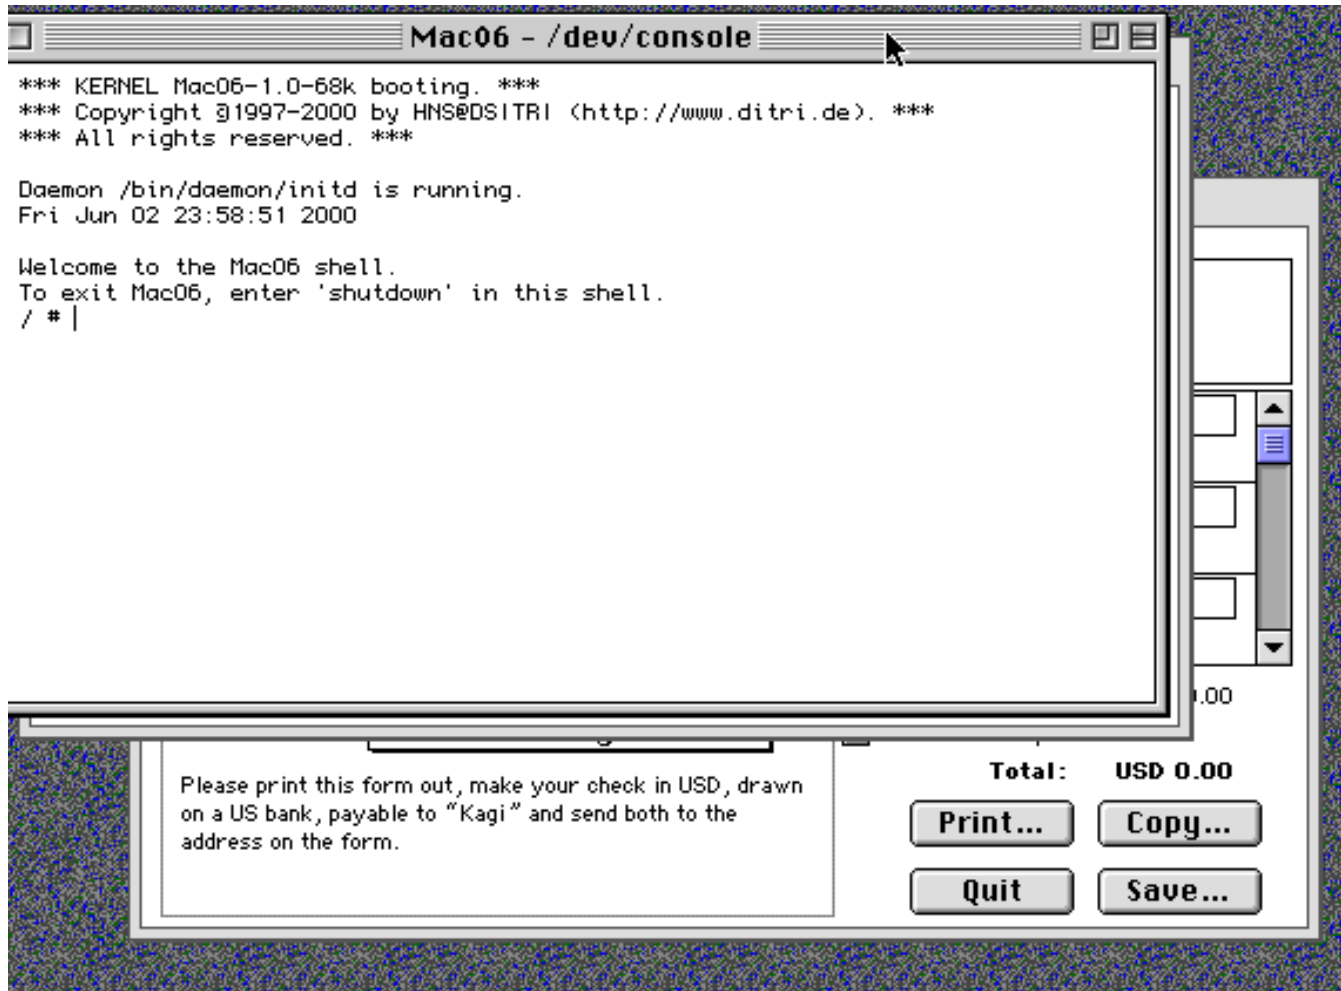 Mac06 - /dev/console
*** KERNEL Mac06-1.0-68k booting. ***
*** Copyright @1997-2000 by HNS@DSITRI (http://www.ditri.de). ***
*** All rights reserved. ***
Daemon /bin/daemon/initd is running.
Fri Jun 02 23:58:51 2000
Welcome to the Mac06 shell.
To exit Mac06, enter 'shutdown' in this shell.
/ #
.00
Please print this form out, make your check in USD, drawn
on a US bank, payable to "Kagi" and send both to the
address on the form.
Total: USD 0.00
Print... Copy...
Quit Save...